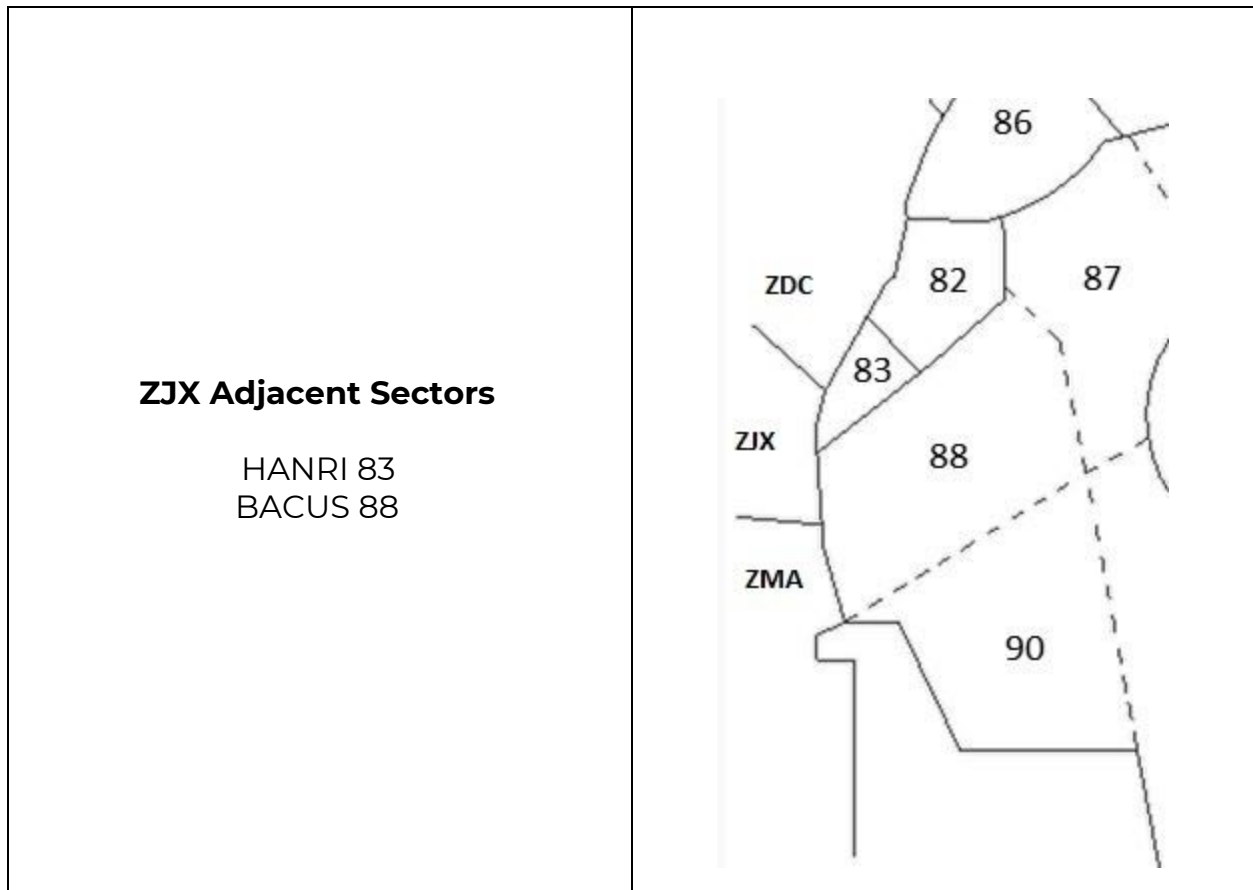 ZJX Adjacent Sectors
HANRI 83
BACUS 88
86
82
87
ZDC
83
ZJX
88
ZMA
90